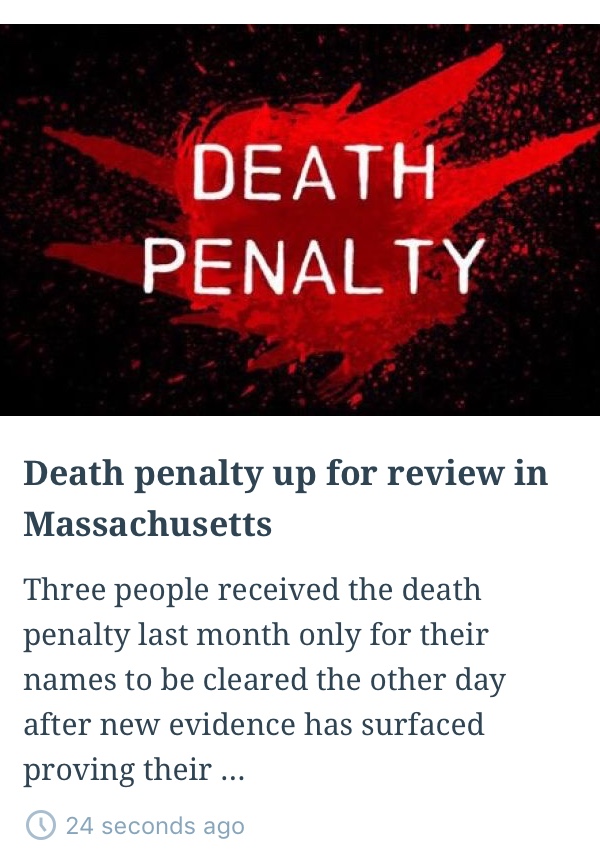 DEATH
PENALTY
Death penalty up for review in
Massachusetts
Three people received the death
penalty last month only for their
names to be cleared the other day
after new evidence has surfaced
proving their ...
24 seconds ago